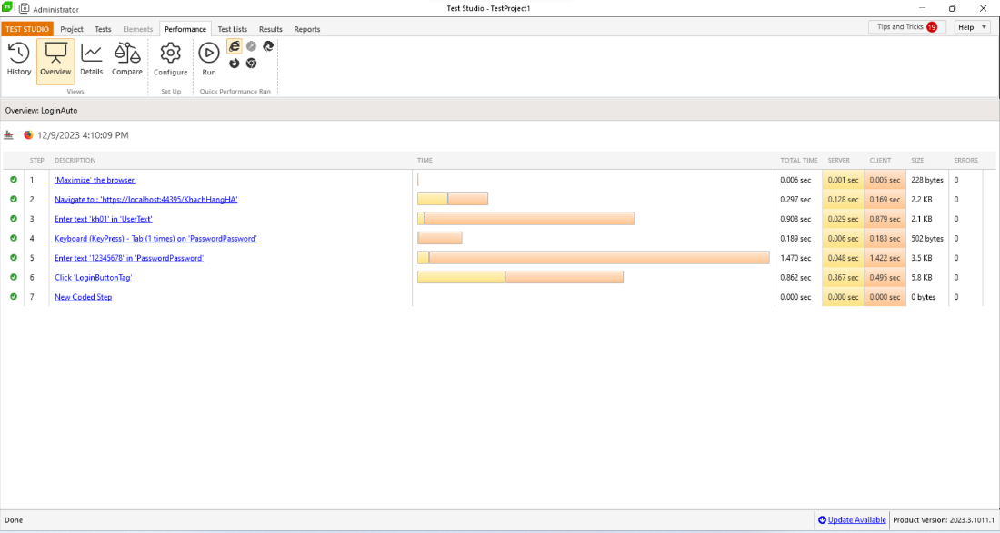 TS Administrator Test Studio - TestProject1
TEST STUDIO Project Tests Elements Performance Test Lists Results Reports Tips and Tricks 19 Help
History Overview Details Compare Configure Run
Views Set Up Quick Performance Run
Overview: LoginAuto
12/9/2023 4:10:09 PM
STEP DESCRIPTION TIME TOTAL TIME SERVER CLIENT SIZE ERRORS
1 'Maximize' the browser. 0.006 sec 0.001 sec 0.005 sec 228 bytes 0
2 Navigate to : 'https://localhost:44395/KhachHangHA' 0.297 sec 0.128 sec 0.169 sec 2.2 KB 0
3 Enter text 'kh01' in 'UserText' 0.908 sec 0.029 sec 0.879 sec 2.1 KB 0
4 Keyboard (KeyPress) - Tab (1 times) on 'PasswordPassword' 0.189 sec 0.006 sec 0.183 sec 502 bytes 0
5 Enter text '12345678' in 'PasswordPassword' 1.470 sec 0.048 sec 1.422 sec 3.5 KB 0
6 Click 'LoginButtonTag' 0.862 sec 0.367 sec 0.495 sec 5.8 KB 0
7 New Coded Step 0.000 sec 0.000 sec 0.000 sec 0 bytes 0
Done Update Available Product Version: 2023.3.1011.1